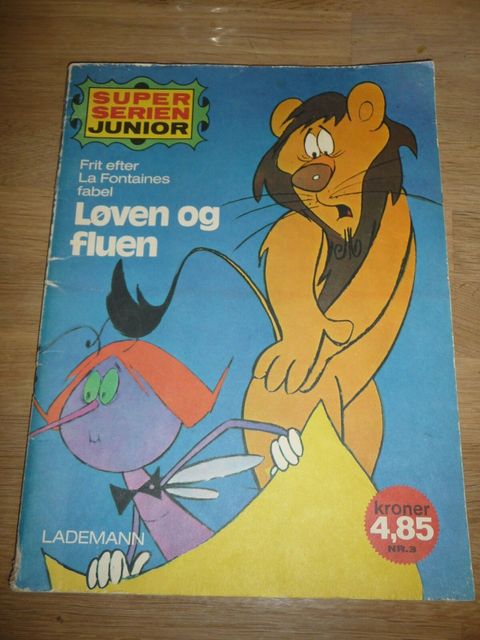 SUPER
SERIEN
JUNIOR
Frit efter
La Fontaines
fabel
Løven og
fluen
LADEMANN
kroner
4,85
NR.3